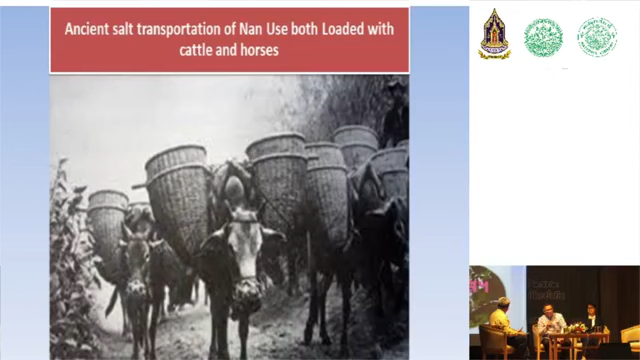 Ancient salt transportation of Nan Use both Loaded with
cattle and horses